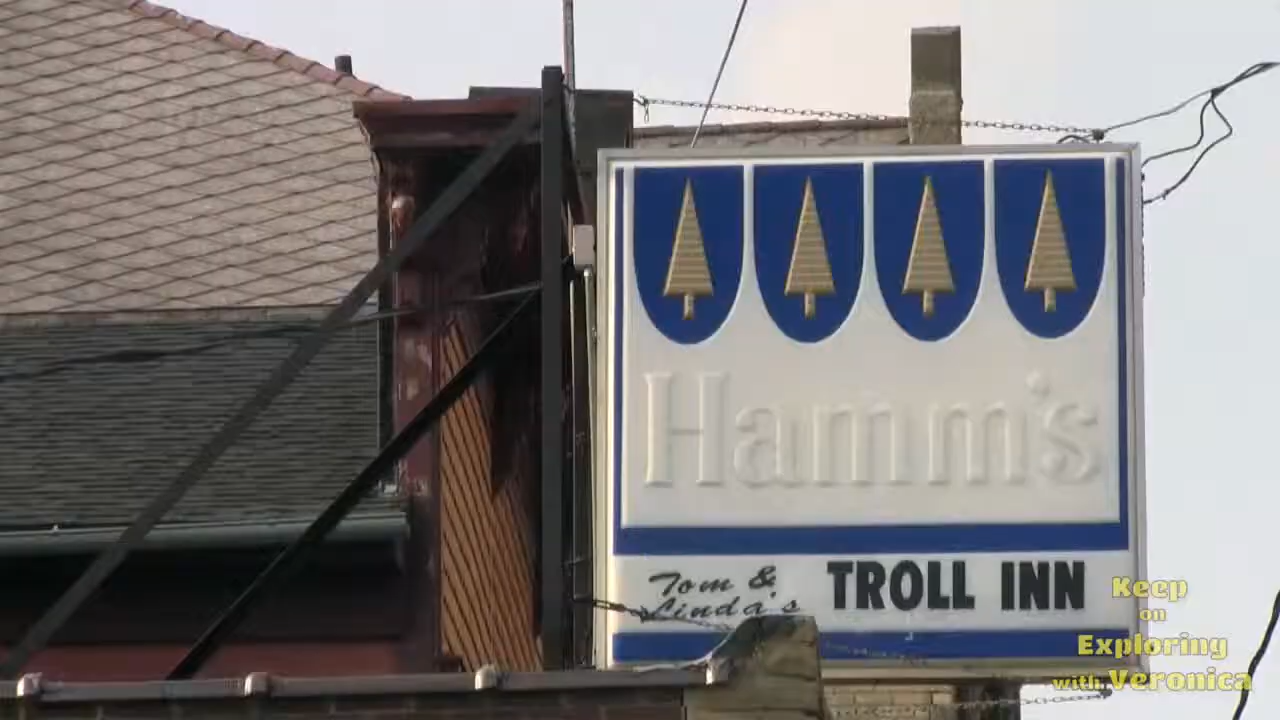 Hamm's
Tom &
Linda's
TROLL INN
Keep
on
Exploring
with Veronica